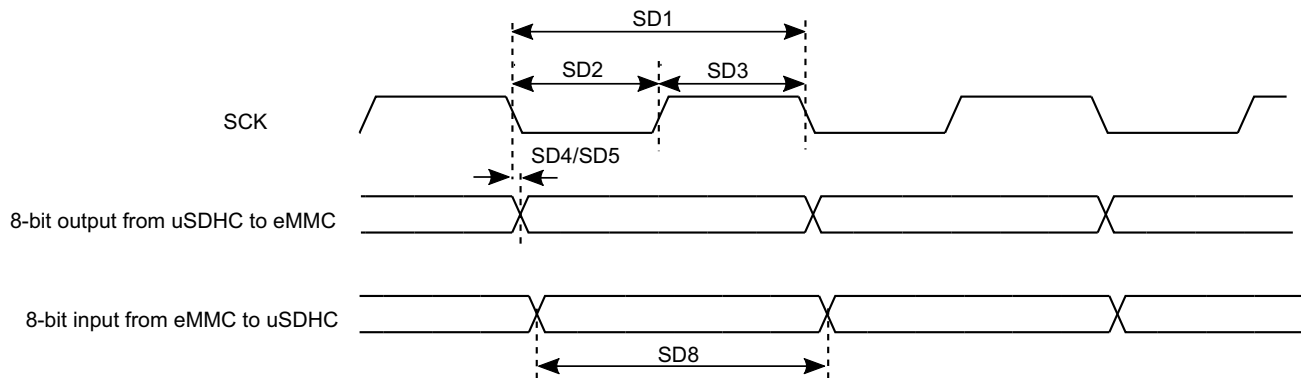 SD1
SD2
SD3
SCK
SD4/SD5
8-bit output from uSDHC to eMMC
8-bit input from eMMC to uSDHC
SD8